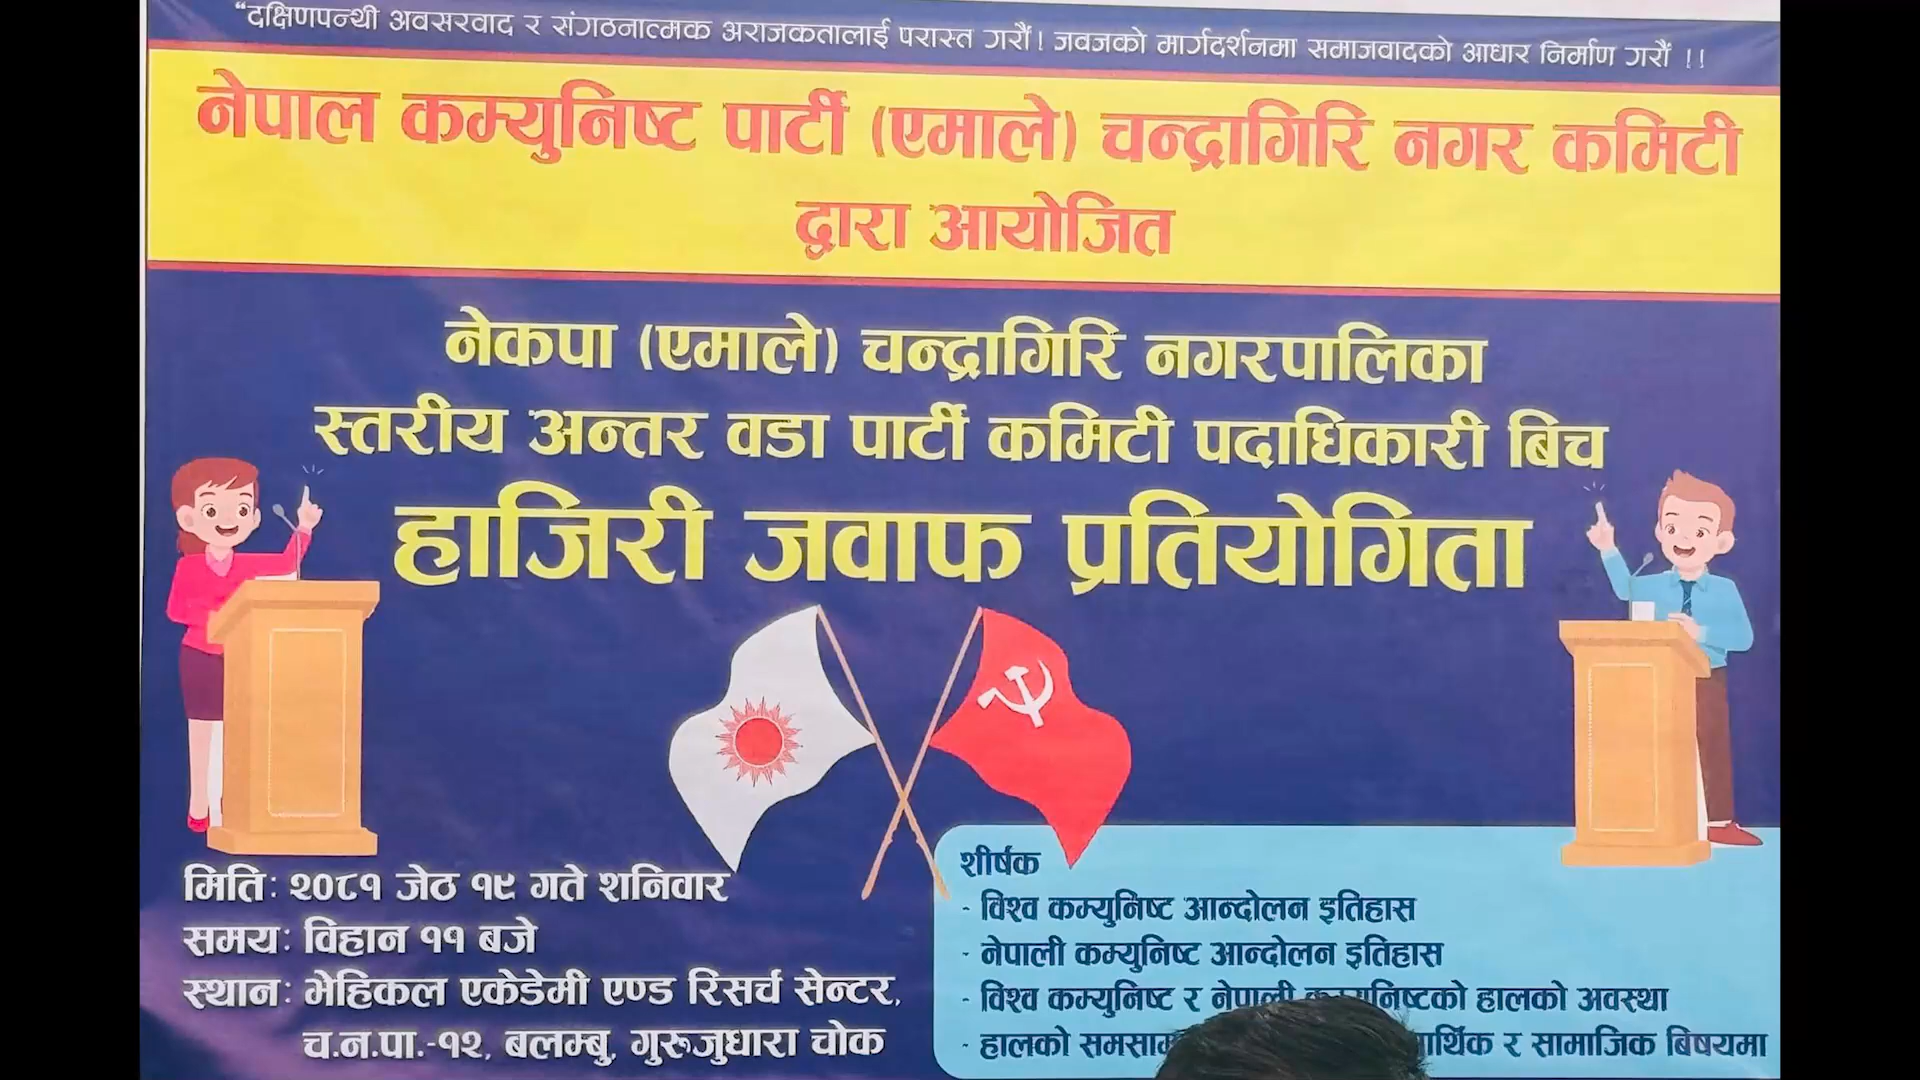 “दक्षिणपन्थी अवसरवाद र संगठनात्मक अराजकतालाई परास्त गरौं! जवजको मार्गदर्शनमा समाजवादको आधार निर्माण गरौं !!
नेपाल कम्युनिष्ट पार्टी (एमाले) चन्द्रागिरि नगर कमिटी
द्वारा आयोजित
नेकपा (एमाले) चन्द्रागिरि नगरपालिका
स्तरीय अन्तर वडा पार्टी कमिटी पदाधिकारी बिच
हाजिरी जवाफ प्रतियोगिता
मिति: २०८१ जेठ १९ गते शनिवार
समय: विहान ११ बजे
स्थान: भेहिकल एकेडेमी एण्ड रिसर्च सेन्टर,
च.न.पा.-१२, बलम्बु, गुरुजुधारा चोक
शीर्षक
- विश्व कम्युनिष्ट आन्दोलन इतिहास
- नेपाली कम्युनिष्ट आन्दोलन इतिहास
- विश्व कम्युनिष्ट र नेपाली कम्युनिष्टको हालको अवस्था
- हालको र सामाजिक बिषयमा